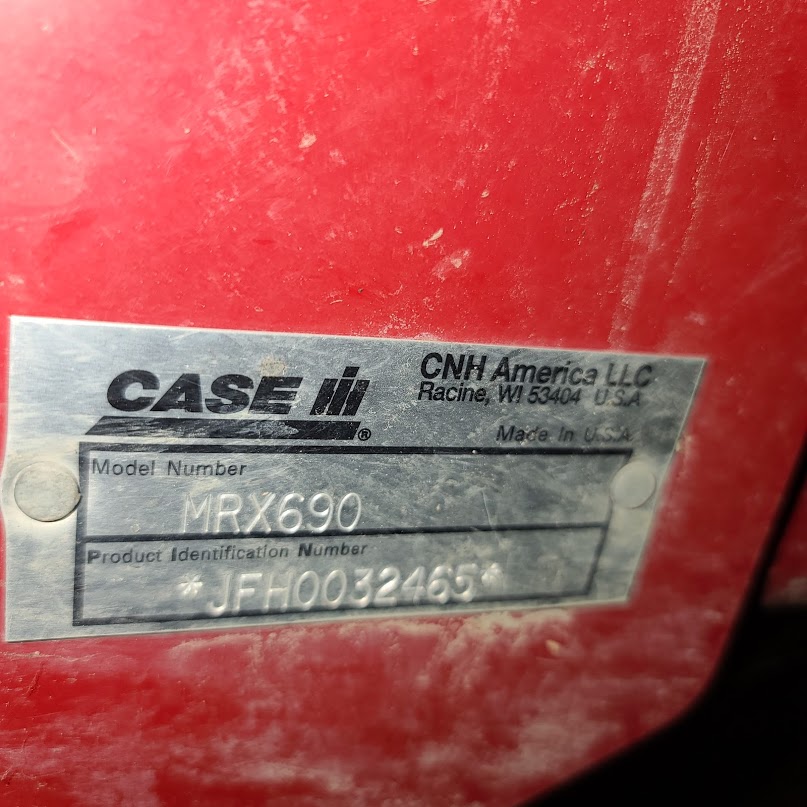 CASE IH®
CNH America LLC
Racine, WI 53404 U.S.A.
Made In U.S.A.
Model Number
MRX690
Product Identification Number
*JFH0032465*